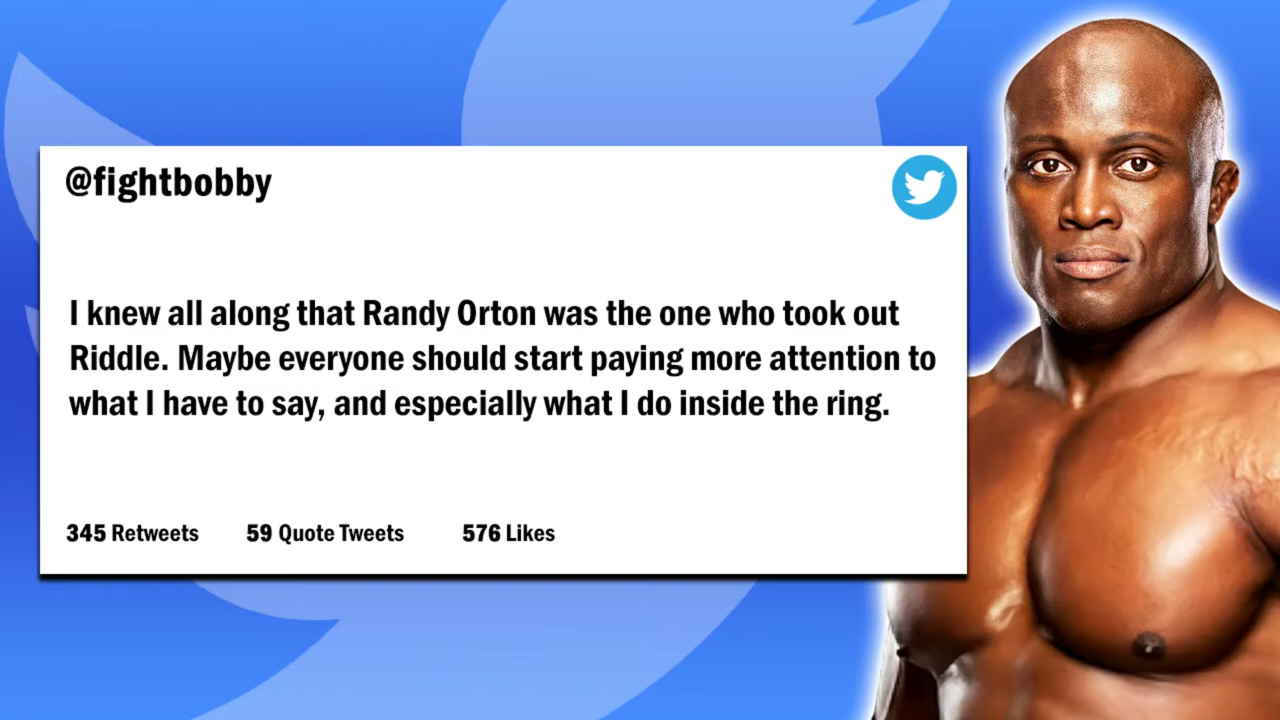 @fightbobby
I knew all along that Randy Orton was the one who took out
Riddle. Maybe everyone should start paying more attention to
what I have to say, and especially what I do inside the ring.
345 Retweets 59 Quote Tweets 576 Likes